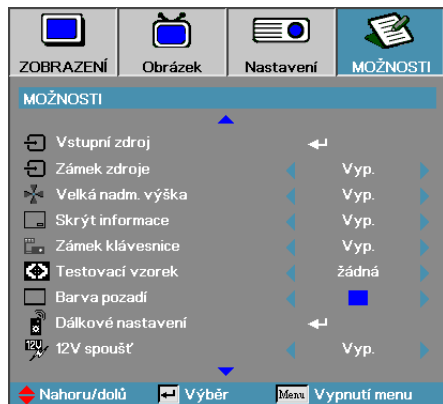 ZOBRAZENÍ Obrázek Nastavení MOŽNOSTI
MOŽNOSTI
Vstupní zdroj
Zámek zdroje Vyp.
Velká nadm. výška Vyp.
Skrýt informace Vyp.
Zámek klávesnice Vyp.
Testovací vzorek žádná
Barva pozadí
Dálkové nastavení
12V 12V spoušť Vyp.
Nahoru/dolů Výběr Menu Vypnutí menu